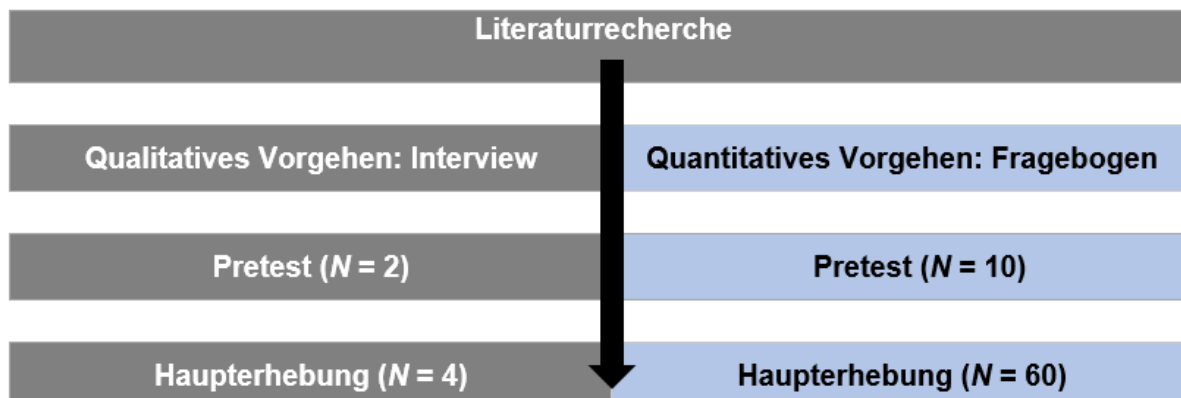 Literaturrecherche
Qualitatives Vorgehen: Interview
Quantitatives Vorgehen: Fragebogen
Pretest (N = 2)
Pretest (N = 10)
Haupterhebung (N = 4)
Haupterhebung (N = 60)